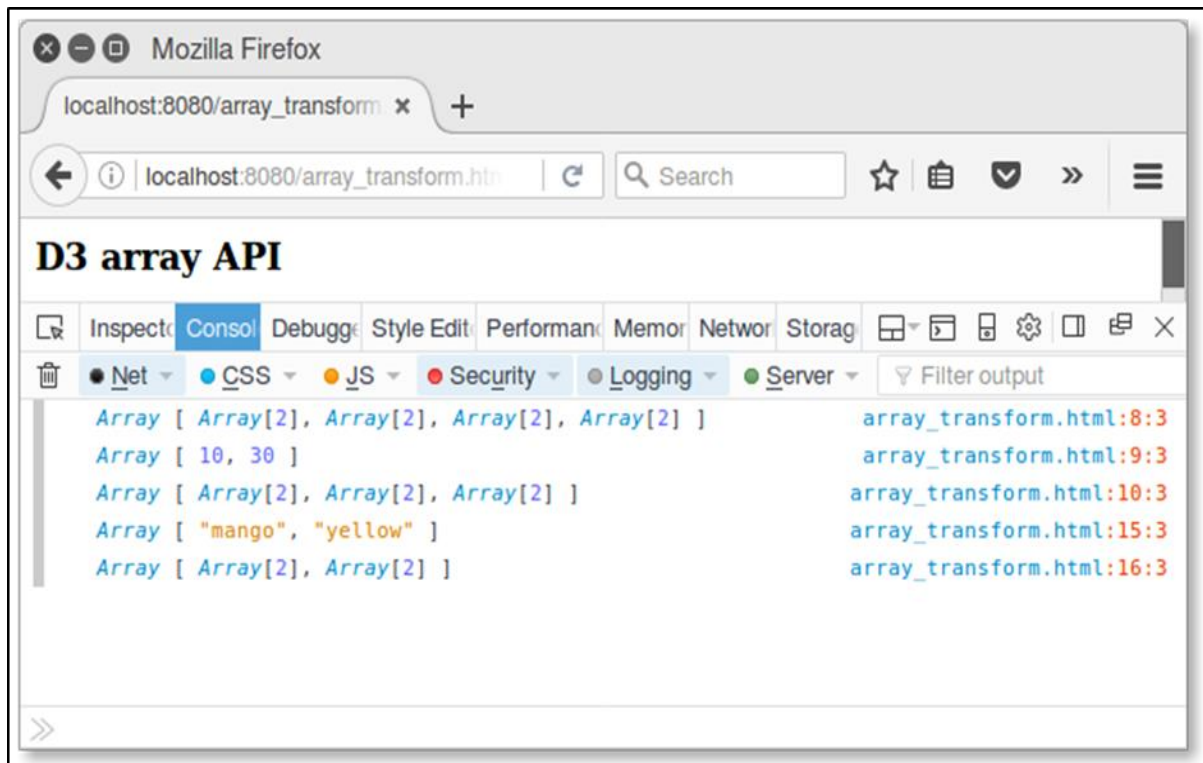 Mozilla Firefox
localhost:8080/array_transform
localhost:8080/array_transform.htm
Search
D3 array API
Inspect Consol Debugge Style Edit Performan Memor Networ Storag
Net CSS JS Security Logging Server Filter output
Array [ Array[2], Array[2], Array[2], Array[2] ] array_transform.html:8:3
Array [ 10, 30 ] array_transform.html:9:3
Array [ Array[2], Array[2], Array[2] ] array_transform.html:10:3
Array [ "mango", "yellow" ] array_transform.html:15:3
Array [ Array[2], Array[2] ] array_transform.html:16:3